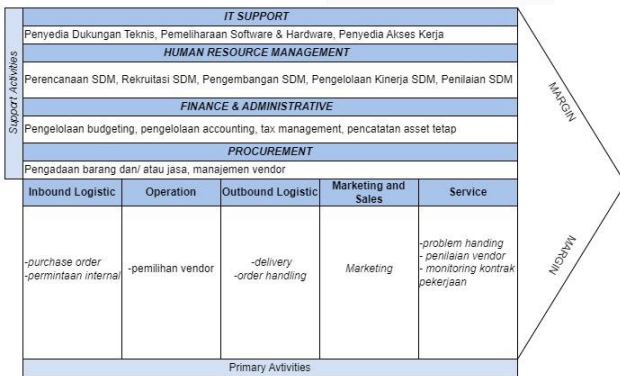 Support Activities
IT SUPPORT
Penyedia Dukungan Teknis, Pemeliharaan Software & Hardware, Penyedia Akses Kerja
HUMAN RESOURCE MANAGEMENT
Perencanaan SDM, Rekruitasi SDM, Pengembangan SDM, Pengelolaan Kinerja SDM, Penilaian SDM
FINANCE & ADMINISTRATIVE
Pengelolaan budgeting, pengelolaan accounting, tax management, pencatatan asset tetap
PROCUREMENT
Pengadaan barang dan/ atau jasa, manajemen vendor
Inbound Logistic
Operation
Outbound Logistic
Marketing and
Sales
Service
-purchase order
-permintaan internal
-pemilihan vendor
-delivery
-order handling
Marketing
-problem handing
- penilaian vendor
- monitoring kontrak
pekerjaan
Primary Avtivities
MARGIN
MARGIN